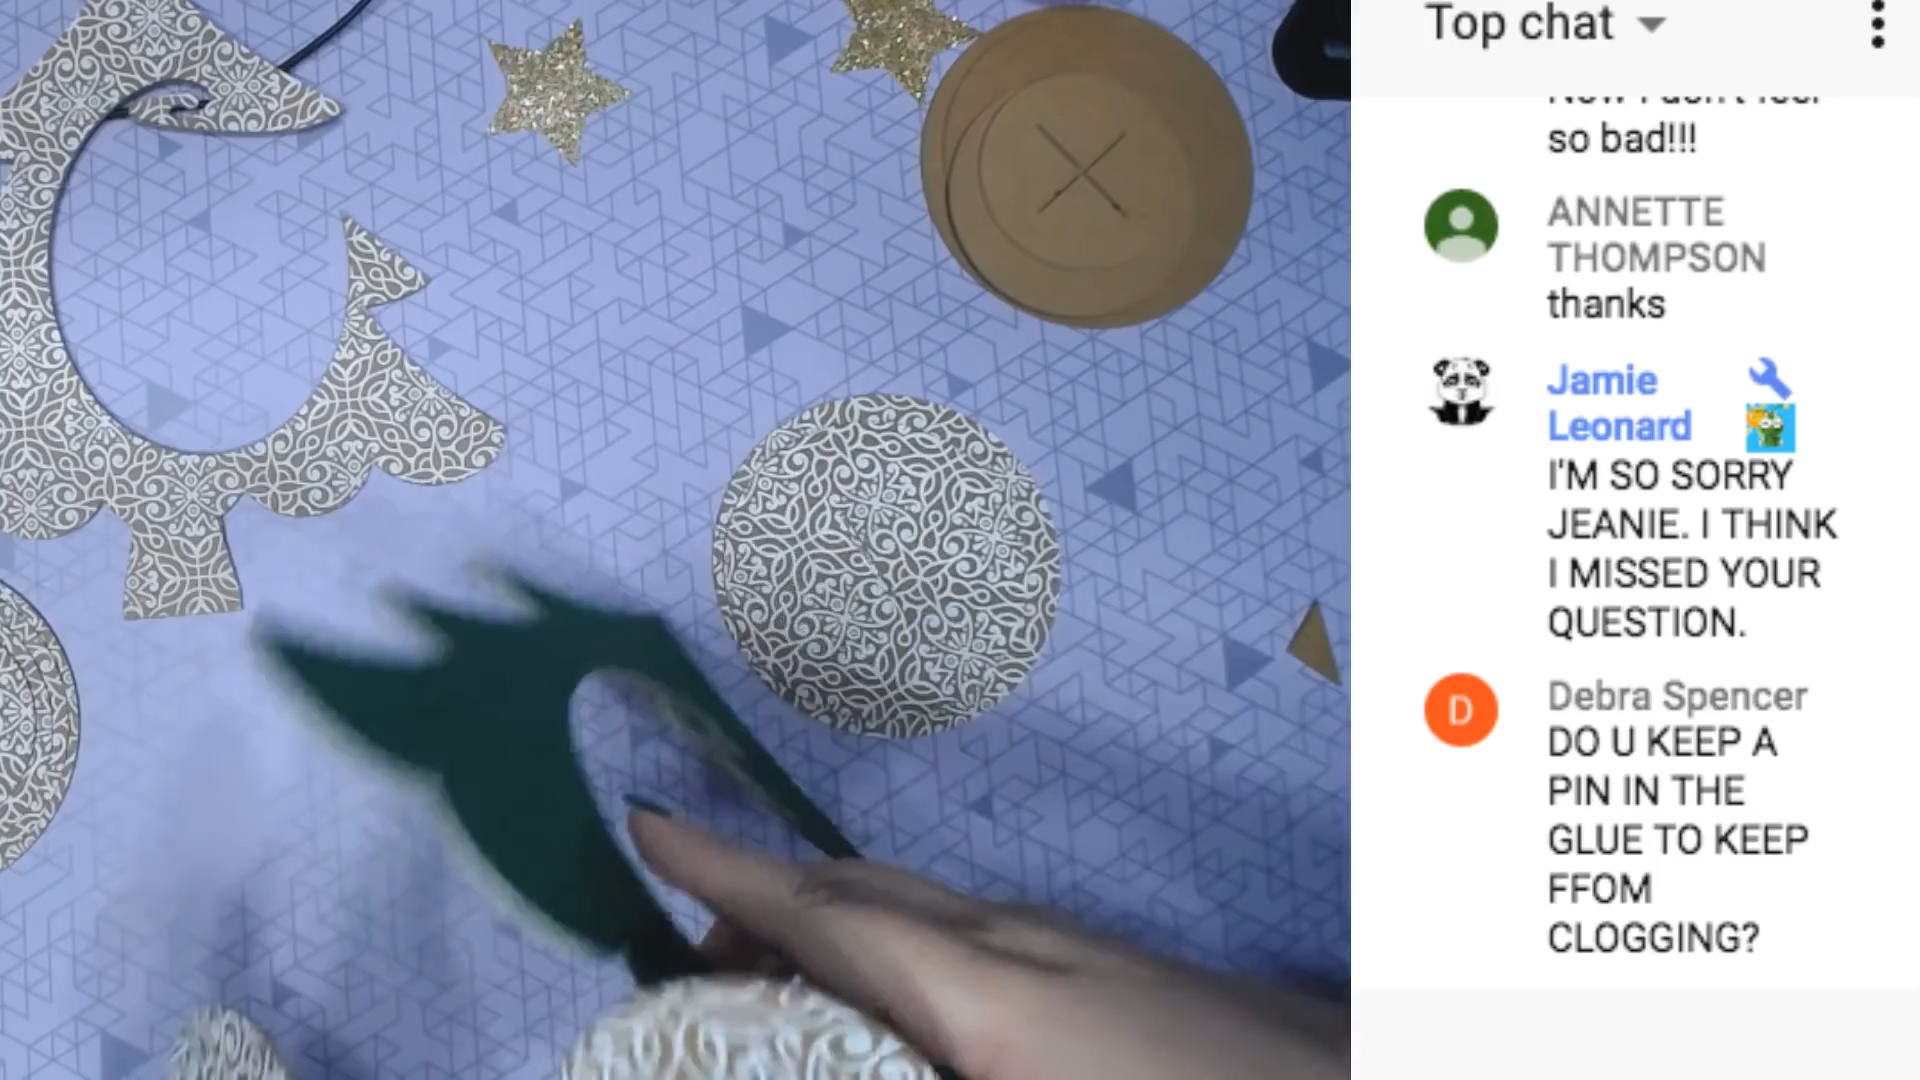 Top chat
so bad!!!
ANNETTE
THOMPSON
thanks
Jamie
Leonard
I'M SO SORRY
JEANIE. I THINK
I MISSED YOUR
QUESTION.
D
Debra Spencer
DO U KEEP A
PIN IN THE
GLUE TO KEEP
FFOM
CLOGGING?